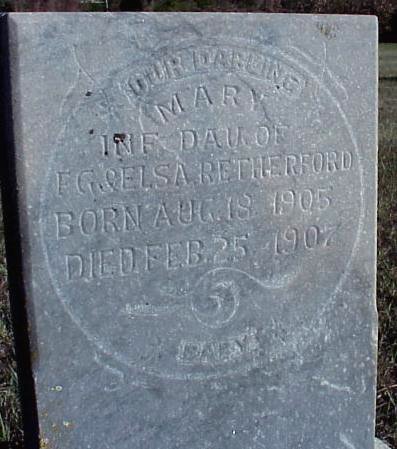 OUR DARLING
MARY
INF DAU. OF
F.G. & ELSA. RETHERFORD
BORN AUG. 18 1905
DIED FEB. 25 1907
BABY